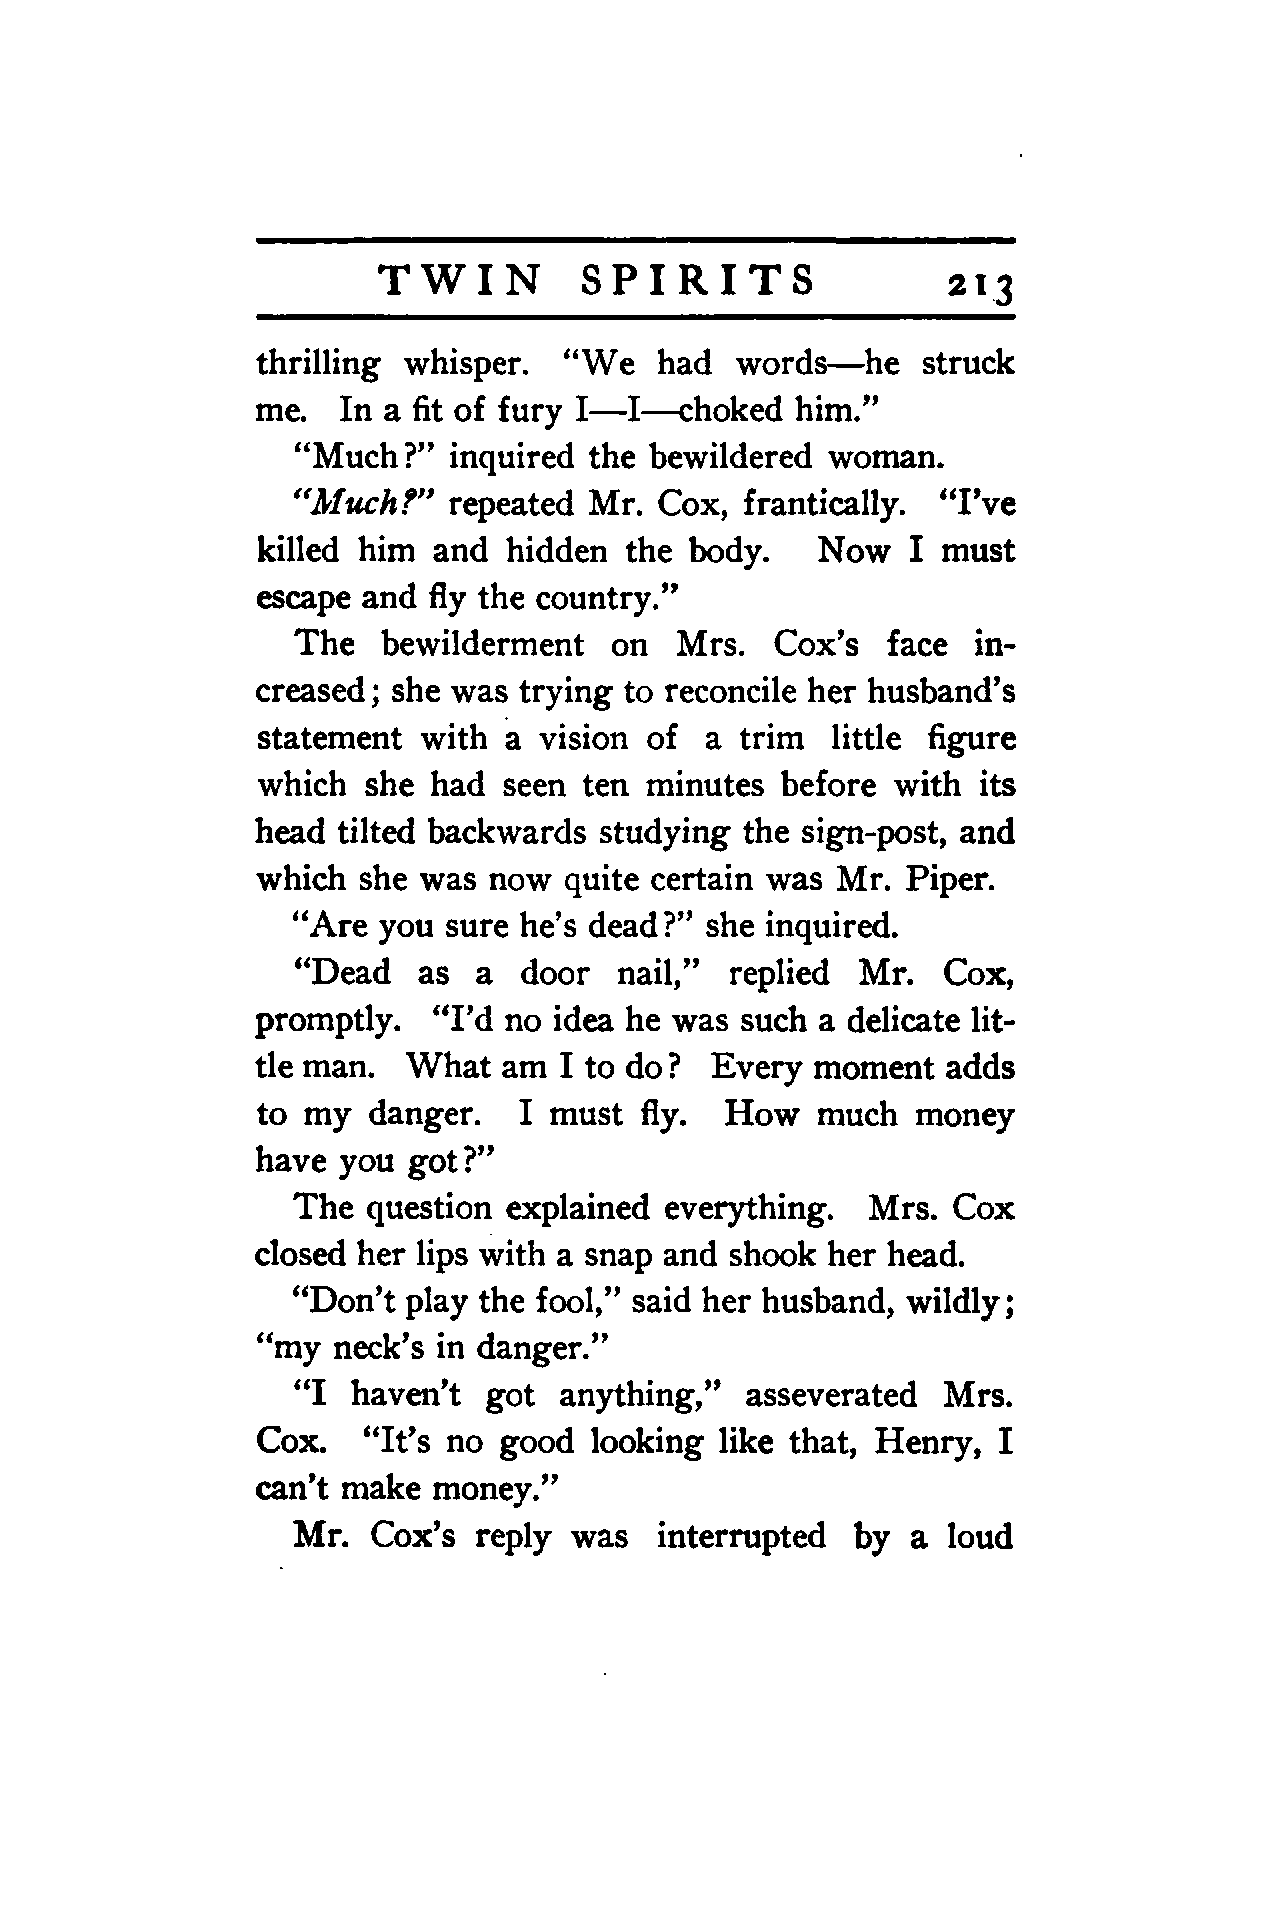 TWIN SPIRITS 213
thrilling whisper. “We had words—he struck
me. In a fit of fury I—I—choked him.”
“Much?” inquired the bewildered woman.
“Much?” repeated Mr. Cox, frantically. “I’ve
killed him and hidden the body. Now I must
escape and fly the country.”
The bewilderment on Mrs. Cox’s face in-
creased; she was trying to reconcile her husband’s
statement with a vision of a trim little figure
which she had seen ten minutes before with its
head tilted backwards studying the sign-post, and
which she was now quite certain was Mr. Piper.
“Are you sure he’s dead?” she inquired.
“Dead as a door nail,” replied Mr. Cox,
promptly. “I’d no idea he was such a delicate lit-
tle man. What am I to do? Every moment adds
to my danger. I must fly. How much money
have you got?”
The question explained everything. Mrs. Cox
closed her lips with a snap and shook her head.
“Don’t play the fool,” said her husband, wildly;
“my neck’s in danger.”
“I haven’t got anything,” asseverated Mrs.
Cox. “It’s no good looking like that, Henry, I
can’t make money.”
Mr. Cox’s reply was interrupted by a loud